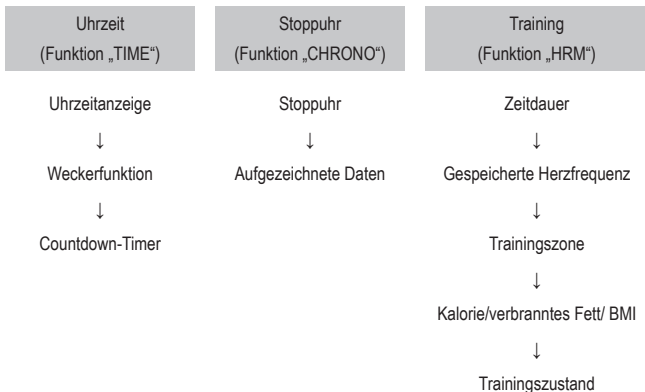 Uhrzeit
(Funktion „TIME“)
Uhrzeitanzeige
↓
Weckerfunktion
↓
Countdown-Timer
Stoppuhr
(Funktion „CHRONO“)
Stoppuhr
↓
Aufgezeichnete Daten
Training
(Funktion „HRM“)
Zeitdauer
↓
Gespeicherte Herzfrequenz
↓
Trainingszone
↓
Kalorie/verbranntes Fett/ BMI
↓
Trainingszustand